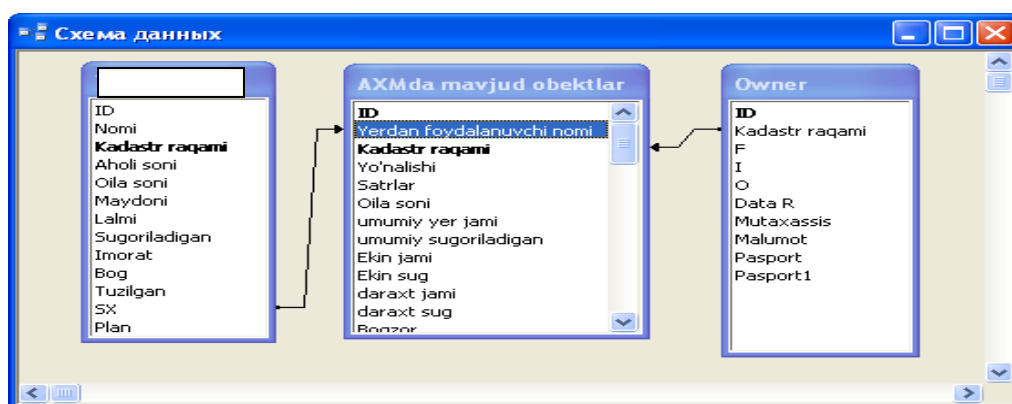 Схема данных
ID
Nomi
Kadastr raqami
Aholi soni
Oila soni
Maydoni
Lalmi
Sugoriladigan
Imorat
Bog
Tuzilgan
SX
Plan
AXMda mavjud obektlar
ID
Yerdan foydalanuvchi nomi
Kadastr raqami
Yo'nalishi
Satrlar
Oila soni
umumiy yer jami
umumiy sugoriladigan
Ekin jami
Ekin sug
daraxt jami
daraxt sug
Bogzor
Owner
ID
Kadastr raqami
F
I
O
Data R
Mutaxassis
Malumot
Pasport
Pasport1